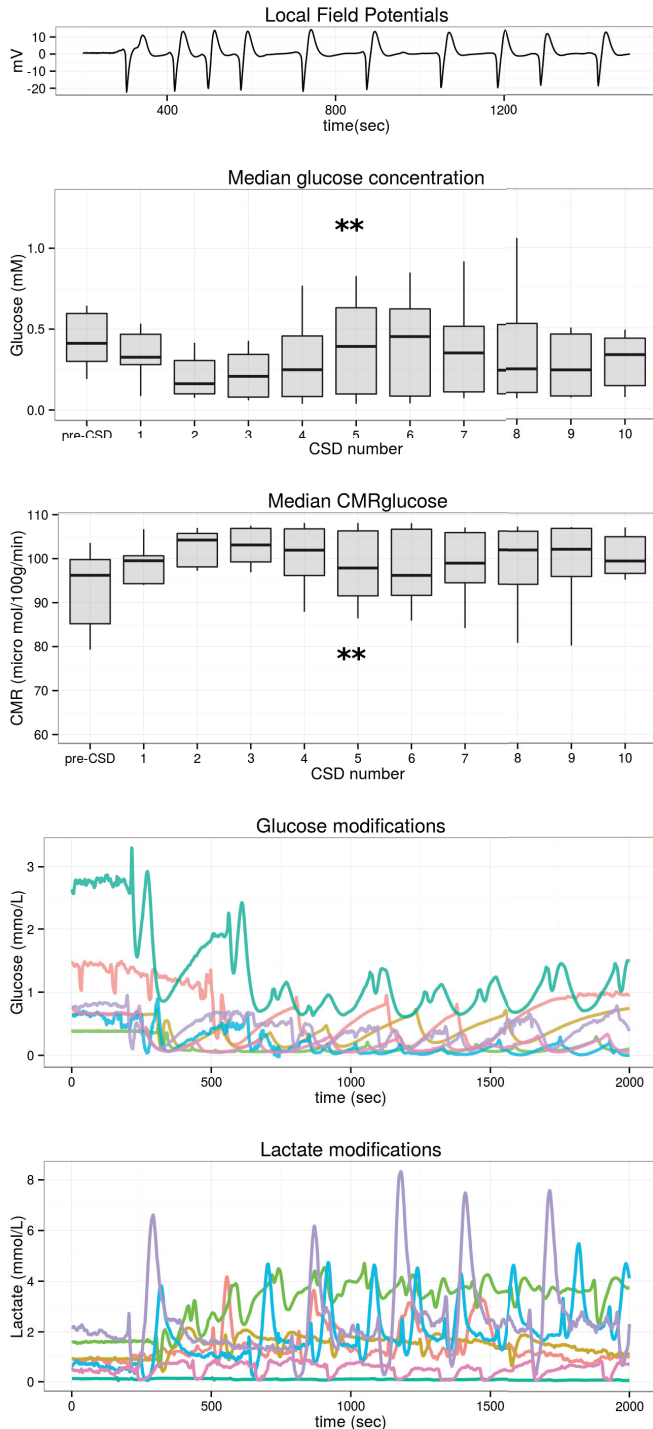 Local Field Potentials
mV
10
0
-10
-20
400 800 1200
time(sec)
Median glucose concentration
**
Glucose (mM)
1.0
0.5
0.0
pre-CSD 1 2 3 4 5 6 7 8 9 10
CSD number
Median CMRglucose
CMR (micro mol/100g/min)
110
100
90
80
70
60
**
pre-CSD 1 2 3 4 5 6 7 8 9 10
CSD number
Glucose modifications
Glucose (mmo/L)
3
2
1
0
0 500 1000 1500 2000
time (sec)
Lactate modifications
Lactate (mmol/L)
8
6
4
2
0
0 500 1000 1500 2000
time (sec)